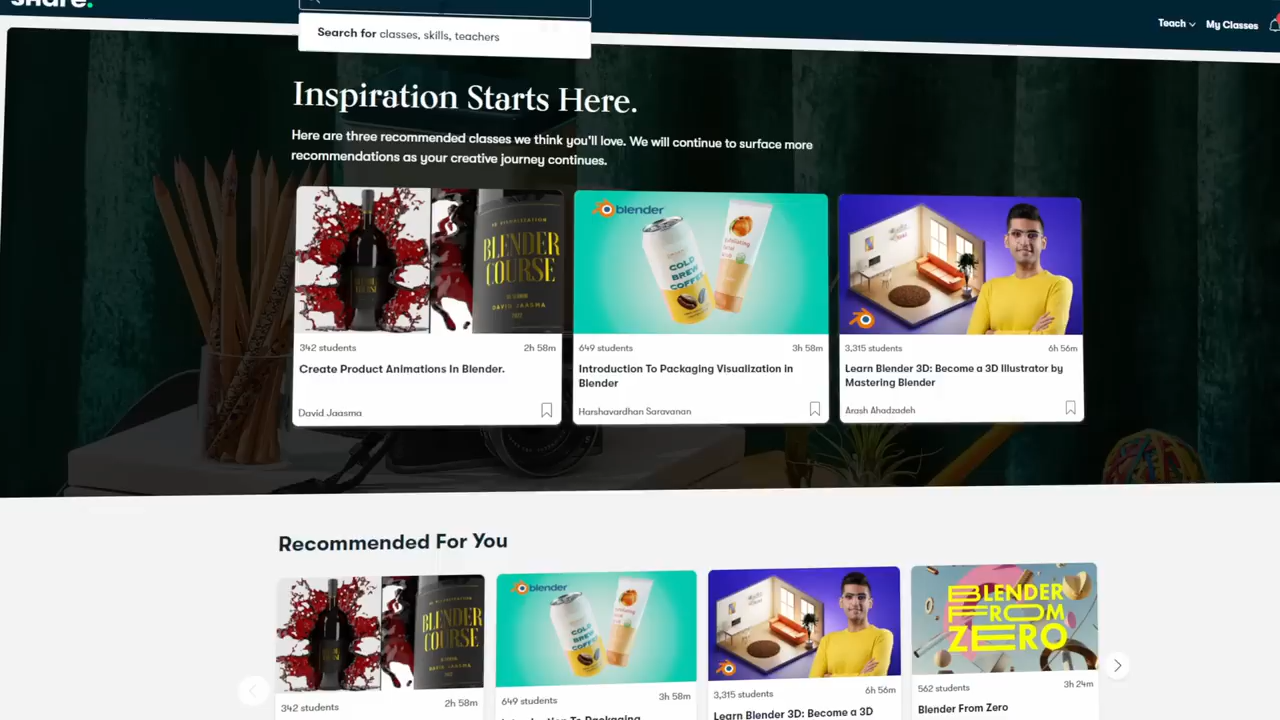 SHARE.
Search for classes, skills, teachers
Teach
My Classes
Inspiration Starts Here.
Here are three recommended classes we think you'll love. We will continue to surface more
recommendations as your creative journey continues.
BLENDER
COURSE
DAVID JAASMA
blender
COLD
BREW
COFFEE
342 students
2h 58m
Create Product Animations In Blender.
David Jaasma
649 students
3h 58m
Introduction To Packaging Visualization in
Blender
Harshavardhan Saravanan
3,315 students
6h 56m
Learn Blender 3D: Become a 3D Illustrator by
Mastering Blender
Arash Ahadzadeh
Recommended For You
BLENDER
COURSE
blender
COLD
BREW
COFFEE
BLENDER
FROM
ZERO
342 students
2h 58m
649 students
3h 58m
Introduction To Packaging
3,315 students
6h 56m
Learn Blender 3D: Become a 3D
562 students
3h 24m
Blender From Zero